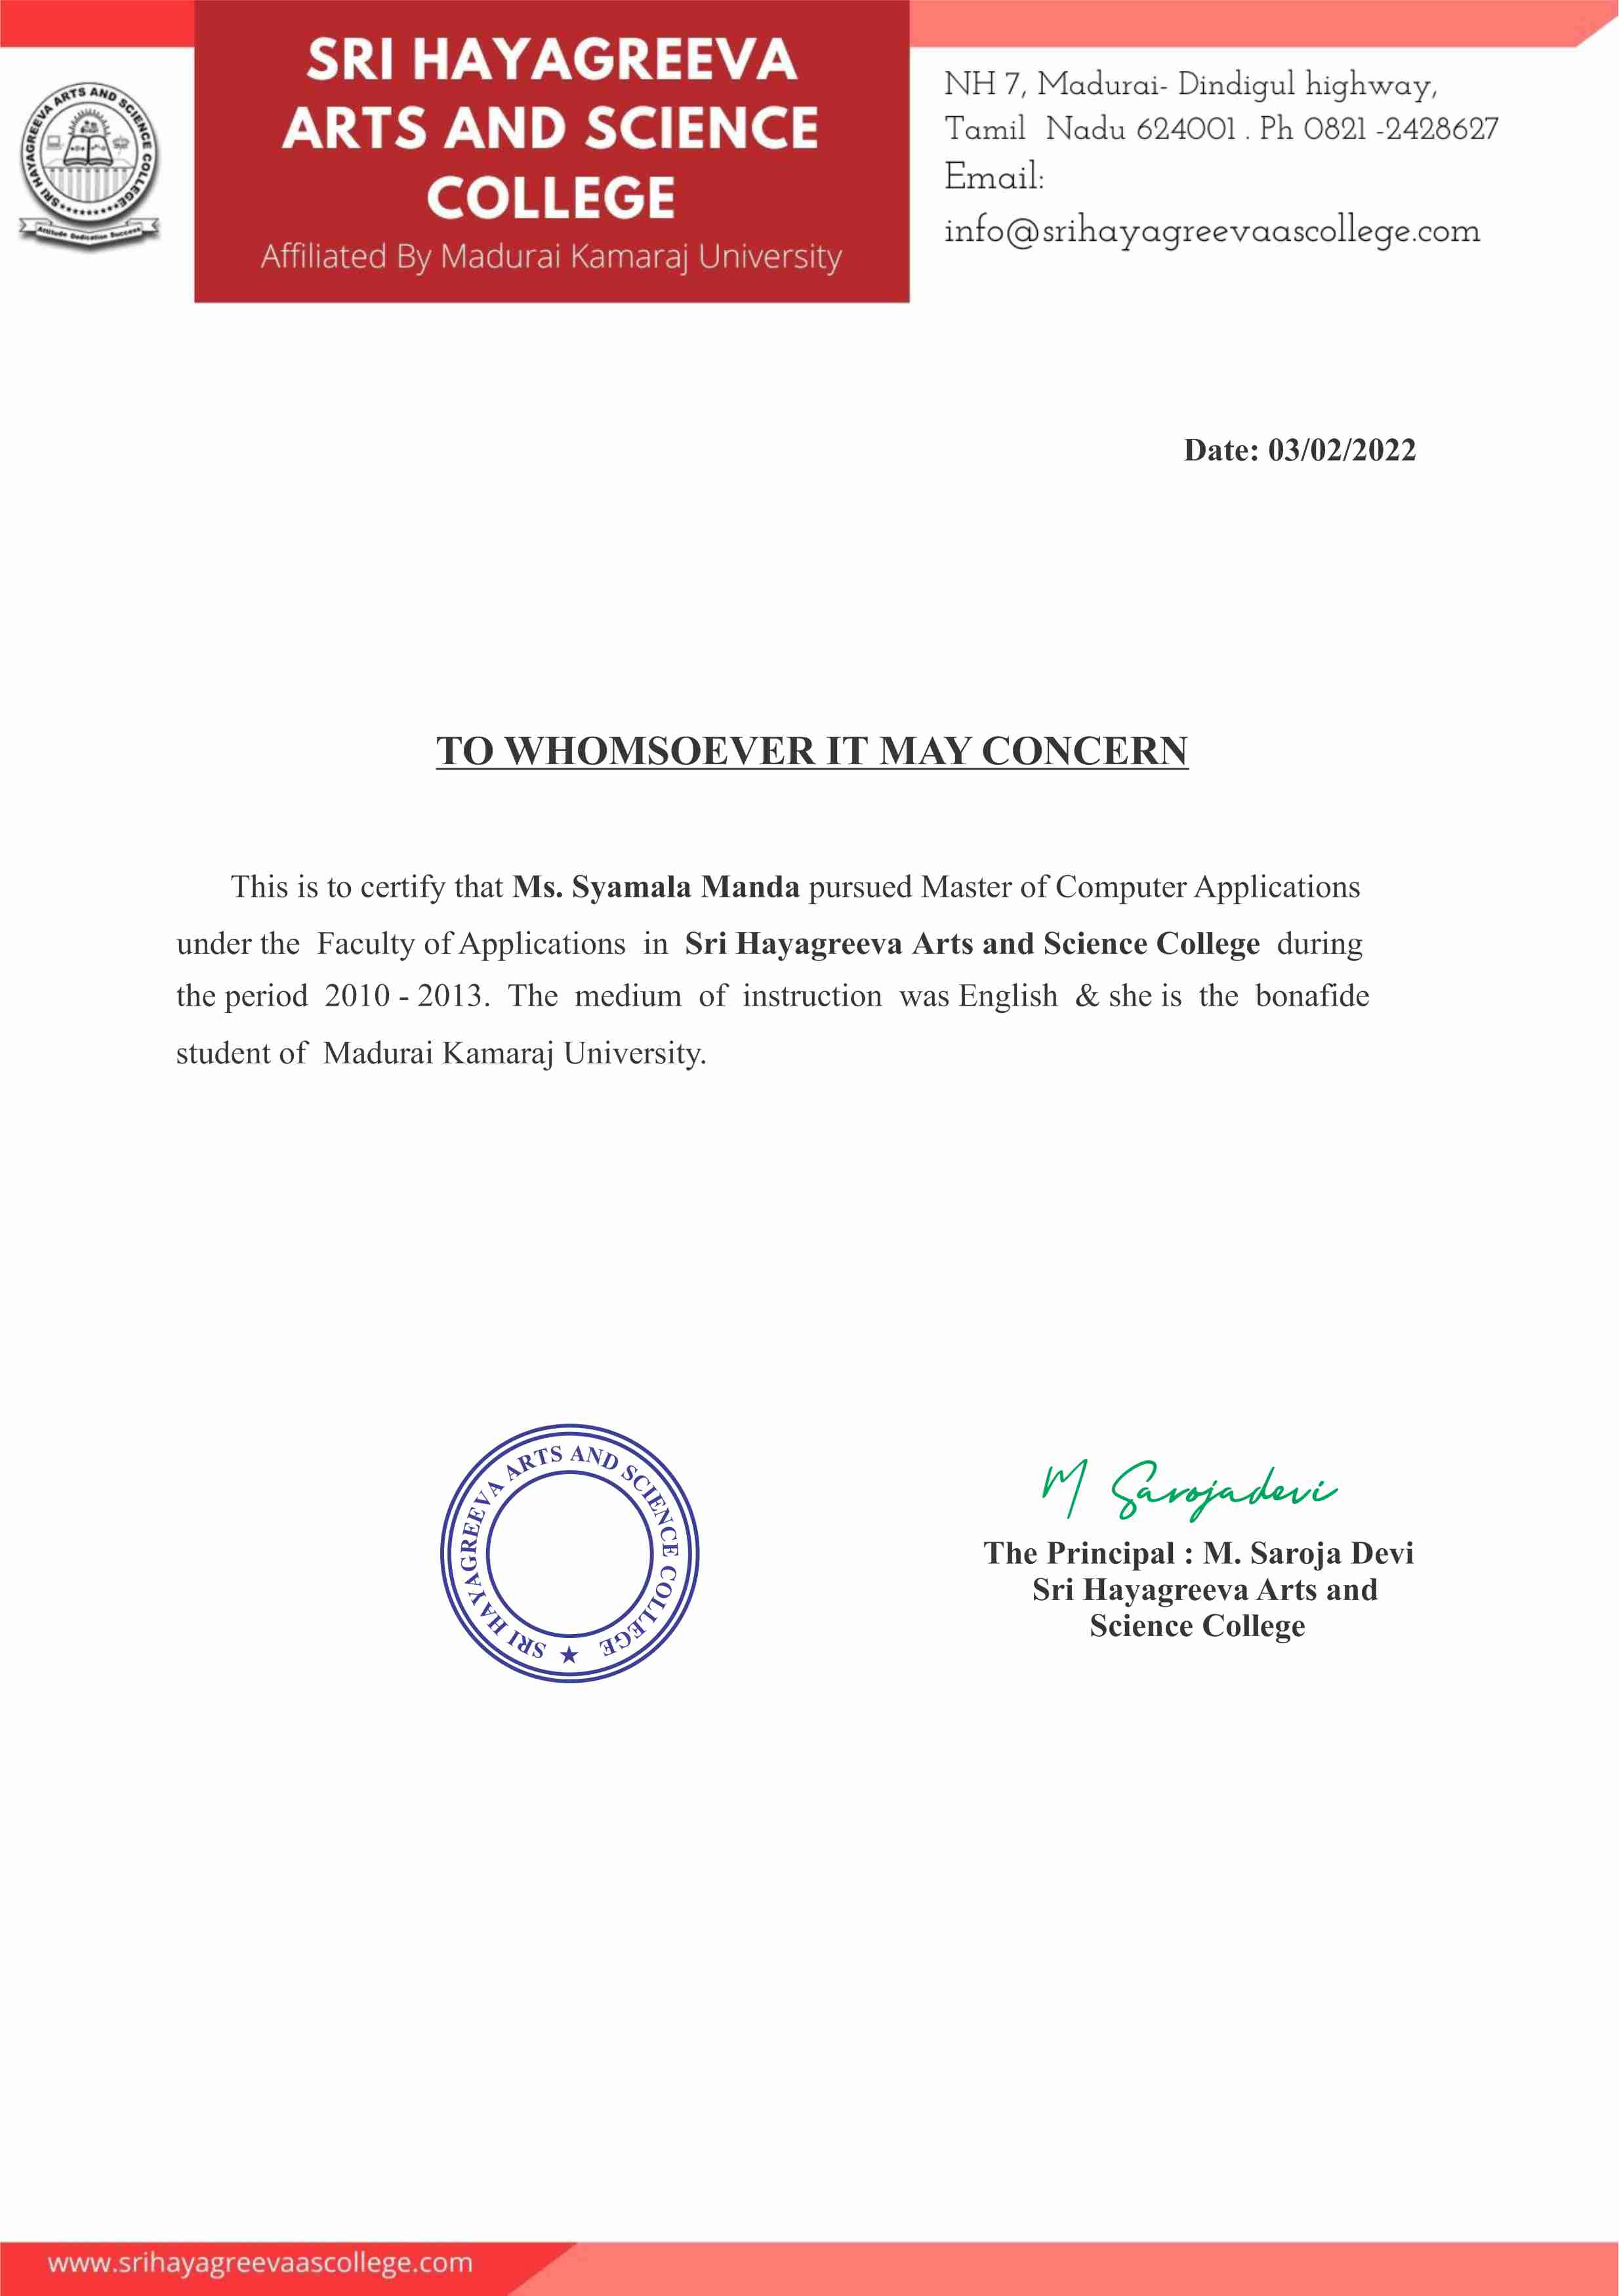 SRI HAYAGREEVA ARTS AND SCIENCE COLLEGE
Attitude Dedication Success
SRI HAYAGREEVA
ARTS AND SCIENCE
COLLEGE
Affiliated By Madurai Kamaraj University
NH 7, Madurai- Dindigul highway,
Tamil Nadu 624001 . Ph 0821 -2428627
Email:
info@srihayagreevaascollege.com
Date: 03/02/2022
TO WHOMSOEVER IT MAY CONCERN
This is to certify that Ms. Syamala Manda pursued Master of Computer Applications
under the Faculty of Applications in Sri Hayagreeva Arts and Science College during
the period 2010 - 2013. The medium of instruction was English & she is the bonafide
student of Madurai Kamaraj University.
SRI HAYAGREEVA ARTS AND SCIENCE COLLEGE ★
M Sarojadevi
The Principal : M. Saroja Devi
Sri Hayagreeva Arts and
Science College
www.srihayagreevaascollege.com